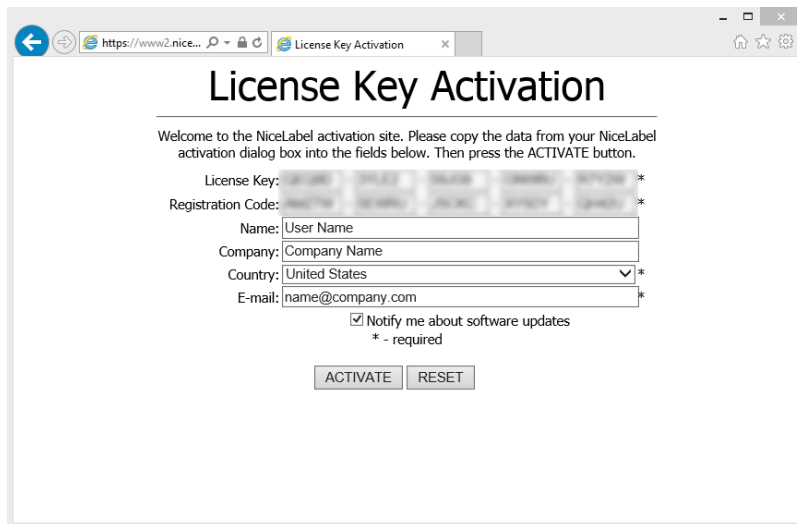 https://www2.nice...
License Key Activation
License Key Activation
Welcome to the NiceLabel activation site. Please copy the data from your NiceLabel
activation dialog box into the fields below. Then press the ACTIVATE button.
License Key: - - - - *
Registration Code: - - - - *
Name: User Name
Company: Company Name
Country: United States *
E-mail: name@company.com *
Notify me about software updates
* - required
ACTIVATE RESET